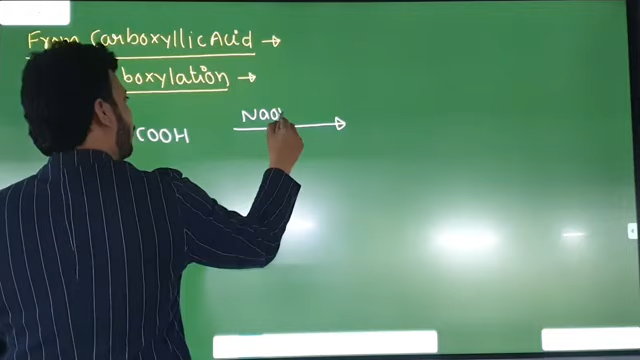 From Carboxyllic Acid →
boxylation →
COOH NaO